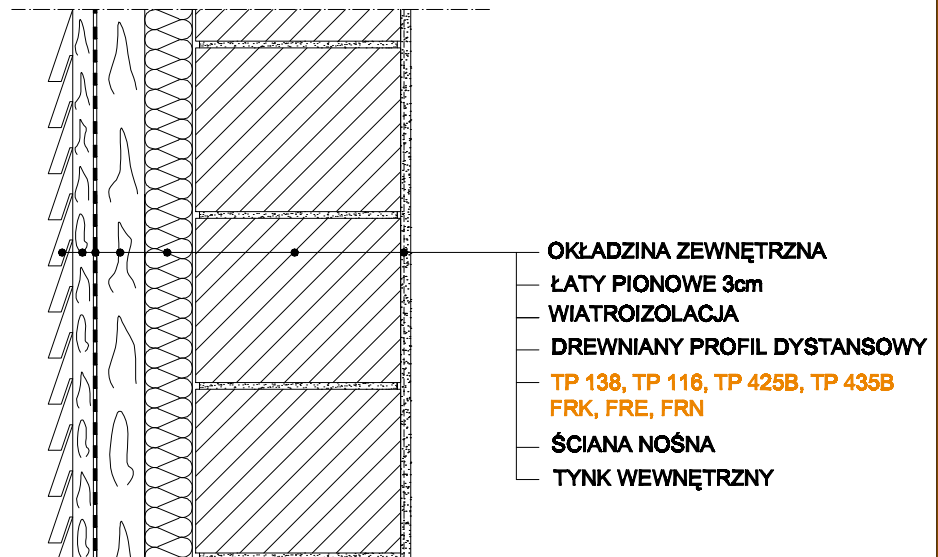 OKŁADZINA ZEWNĘTRZNA
ŁATY PIONOWE 3cm
WIATROIZOLACJA
DREWNIANY PROFIL DYSTANSOWY
TP 138, TP 116, TP 425B, TP 435B
FRK, FRE, FRN
ŚCIANA NOŚNA
TYNK WEWNĘTRZNY